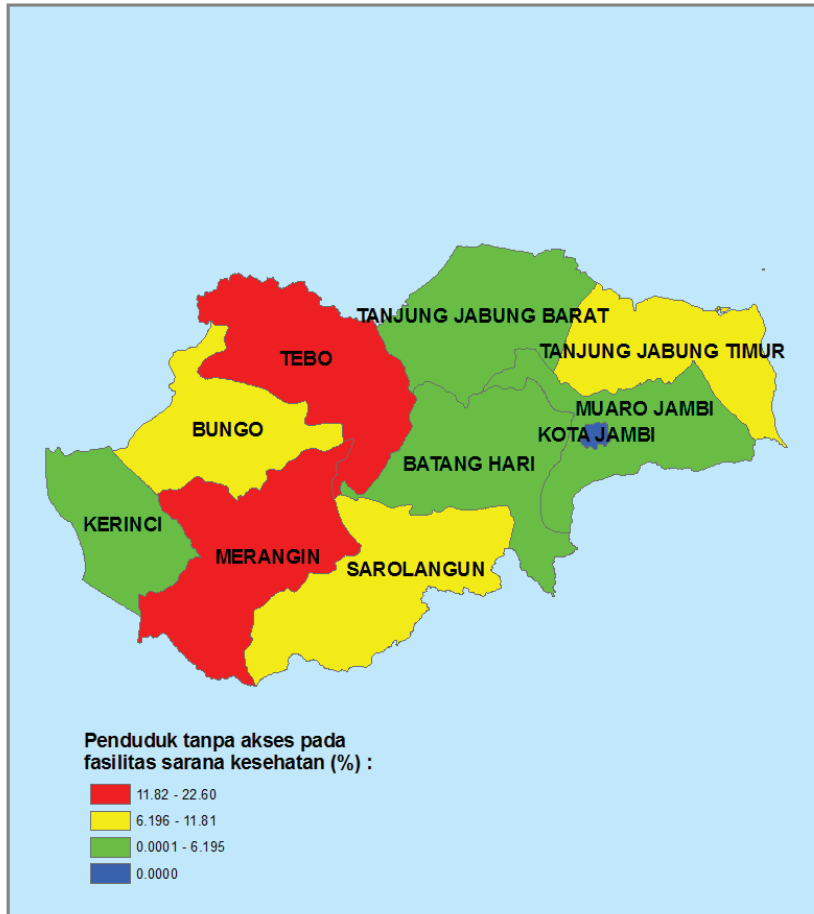 TANJUNG JABUNG BARAT
TEBO
TANJUNG JABUNG TIMUR
MUARO JAMBI
BUNGO
KOTA JAMBI
BATANG HARI
KERINCI
MERANGIN
SAROLANGUN
Penduduk tanpa akses pada
fasilitas sarana kesehatan (%) :
11.82 - 22.60
6.196 - 11.81
0.0001 - 6.195
0.0000